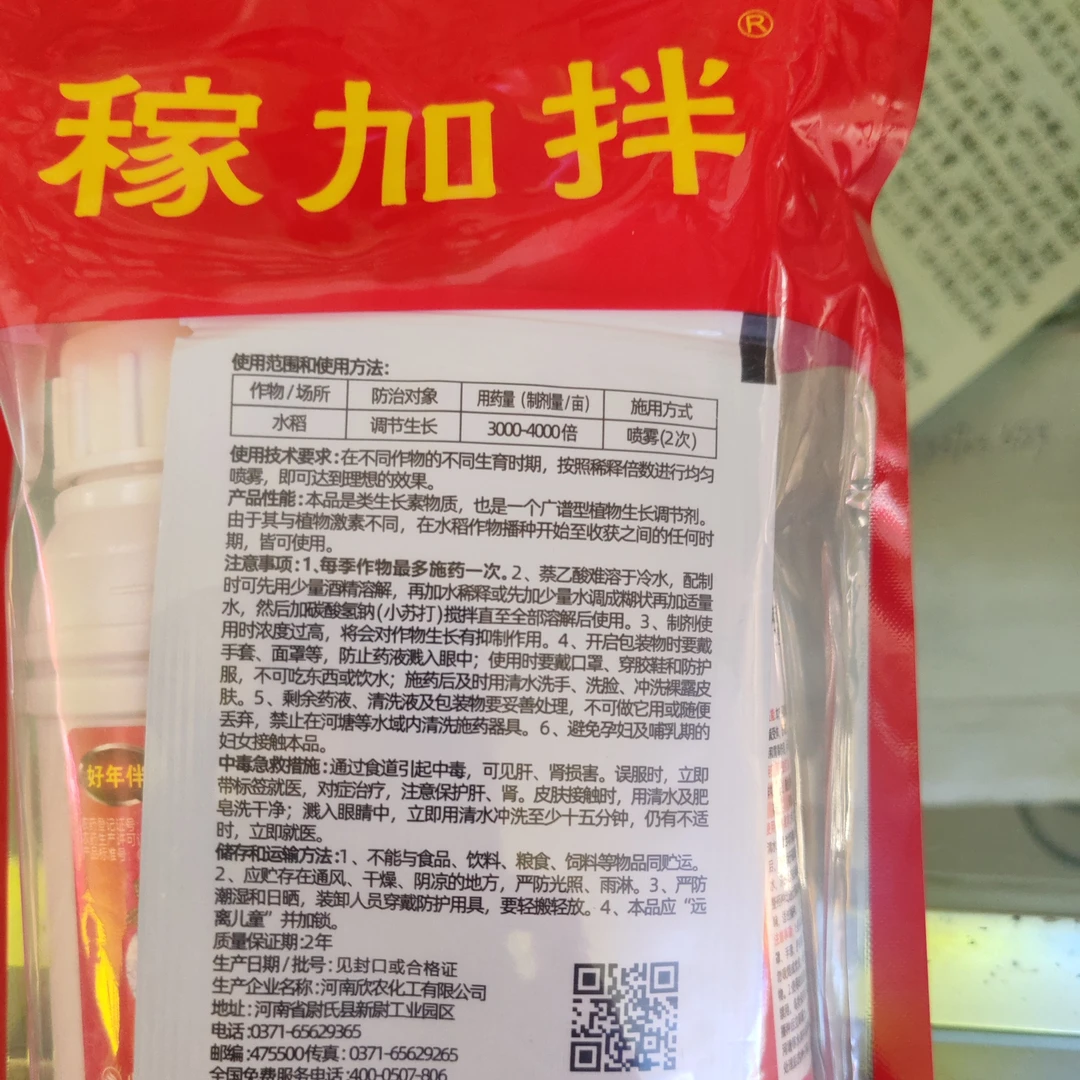 稼加拌®
使用范围和使用方法:
作物/场所 防治对象 用药量(制剂量/亩) 施用方式
水稻 调节生长 3000-4000倍 喷雾(2次)
使用技术要求:在不同作物的不同生育时期，按照稀释倍数进行均匀
喷雾，即可达到理想的效果。
产品性能:本品是类生长素物质，也是一个广谱型植物生长调节剂。
由于其与植物激素不同，在水稻作物播种开始至收获之间的任何时
期，皆可使用。
注意事项:1、每季作物最多施药一次。2、萘乙酸难溶于冷水，配制
时可先用少量酒精溶解，再加水稀释或先加少量水调成糊状再加适量
水，然后加碳酸氢钠(小苏打)搅拌直至全部溶解后使用。3、制剂使
用时浓度过高，将会对作物生长有抑制作用。4、开启包装物时要戴
手套、面罩等，防止药液溅入眼中；使用时要戴口罩、穿胶鞋和防护
服，不可吃东西或饮水；施药后及时用清水洗手、洗脸、冲洗裸露皮
肤。5、剩余药液、清洗液及包装物要妥善处理，不可做它用或随便
丢弃，禁止在河塘等水域内清洗施药器具。6、避免孕妇及哺乳期的
妇女接触本品。
中毒急救措施:通过食道引起中毒，可见肝、肾损害。误服时，立即
带标签就医，对症治疗，注意保护肝、肾。皮肤接触时，用清水及肥
皂洗干净；溅入眼睛中，立即用清水冲洗至少十五分钟，仍有不适
时，立即就医。
储存和运输方法:1、不能与食品、饮料、粮食、饲料等物品同贮运。
2、应贮存在通风、干燥、阴凉的地方，严防光照、雨淋。3、严防
潮湿和日晒，装卸人员穿戴防护用具，要轻搬轻放。4、本品应“远
离儿童”并加锁。
质量保证期:2年
生产日期/批号:见封口或合格证
生产企业名称:河南欣农化工有限公司
地址:河南省尉氏县新尉工业园区
电话:0371-65629365
邮编:475500传真:0371-65629265
全国免费服务电话:400-0507-806
好年伴